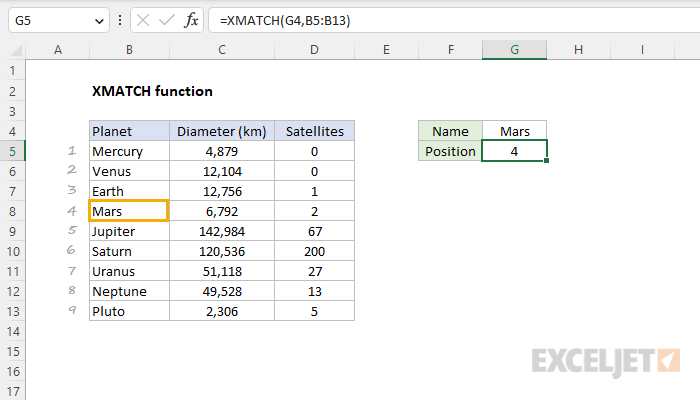 G5 fx =XMATCH(G4,B5:B13)
A B C D E F G H I
1
2 XMATCH function
3
4 Planet Diameter (km) Satellites Name Mars
5 1 Mercury 4,879 0 Position 4
6 2 Venus 12,104 0
7 3 Earth 12,756 1
8 4 Mars 6,792 2
9 5 Jupiter 142,984 67
10 6 Saturn 120,536 200
11 7 Uranus 51,118 27
12 8 Neptune 49,528 13
13 9 Pluto 2,306 5
14
15
16 EXCELJET
17